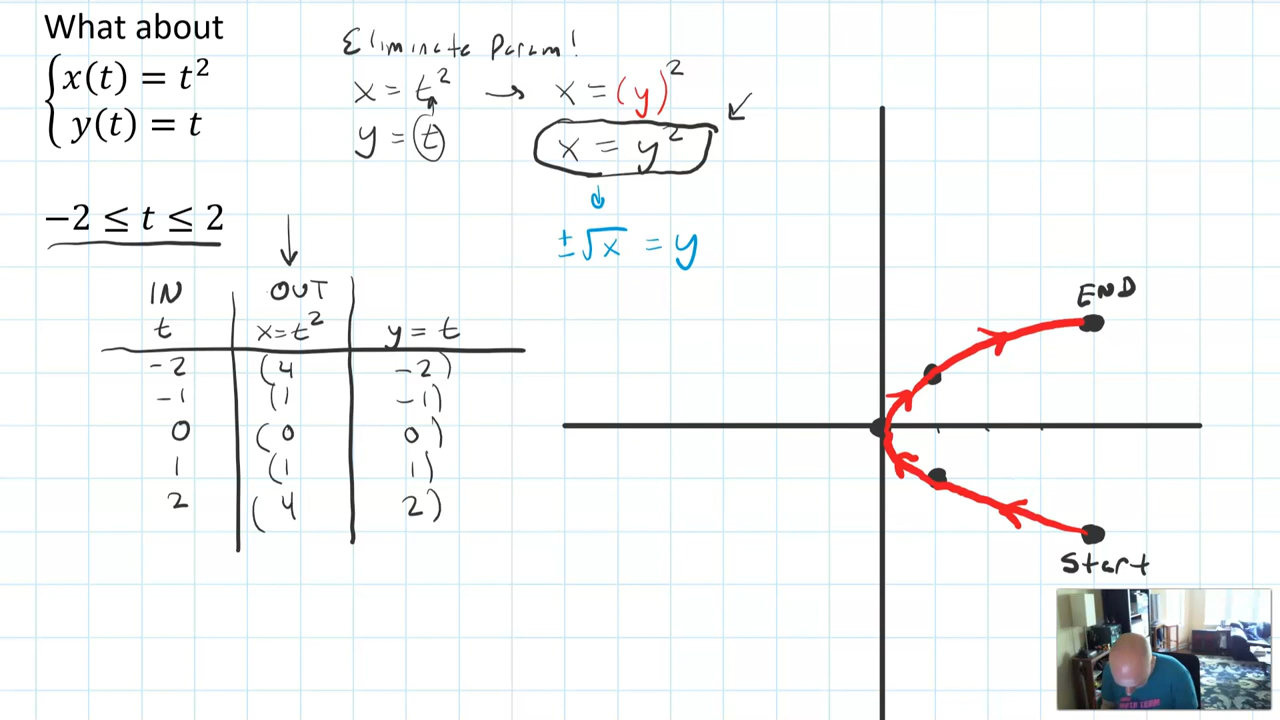 What about
x(t) = t²
y(t) = t
−2 ≤ t ≤ 2
Eliminate Param!
x = t² → x = (y)²
y = t
x = y²
±√x = y
IN OUT
t x=t² y = t
-2 (4 -2)
-1 (1 -1)
0 (0 0)
1 (1 1)
2 (4 2)
END
Start